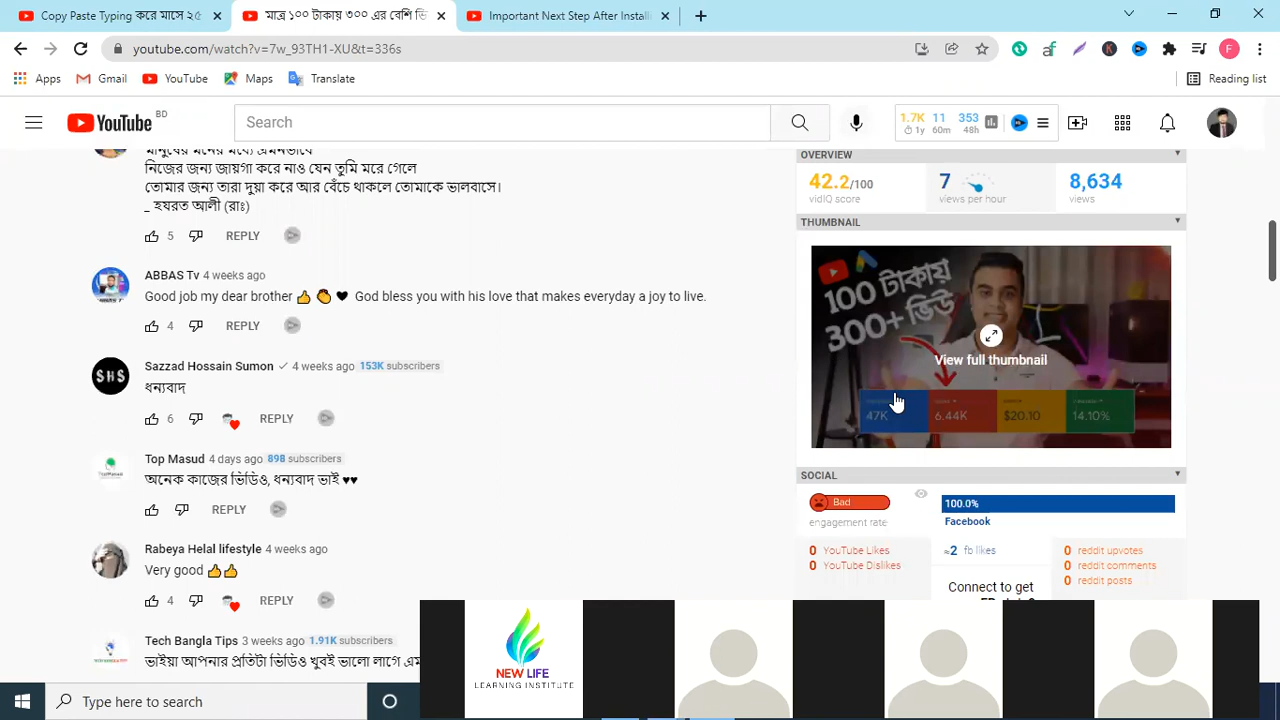 Copy Paste Typing করে মাসে ২৫
মাত্র ১০০ টাকায় ৩০০ এর বেশি ভি
Important Next Step After Install
youtube.com/watch?v=7w_93TH1-XU&t=336s
Apps
Gmail
YouTube
Maps
Translate
Reading list
YouTube BD
Search
1.7K 11 353
1y 60m 48h
নিজের জন্য জায়গা করে নাও যেন তুমি মরে গেলে
তোমার জন্য তারা দুয়া করে আর বেঁচে থাকলে তোমাকে ভালবাসে।
_ হযরত আলী (রাঃ)
5 REPLY
ABBAS Tv 4 weeks ago
Good job my dear brother 👍 👏 ♥ God bless you with his love that makes everyday a joy to live.
4 REPLY
SHS
Sazzad Hossain Sumon 4 weeks ago 153K subscribers
ধন্যবাদ
6 REPLY
Top Masud 4 days ago 898 subscribers
অনেক কাজের ভিডিও, ধন্যবাদ ভাই ♥♥
REPLY
Rabeya Helal lifestyle 4 weeks ago
Very good 👍👍
4 REPLY
Tech Bangla Tips 3 weeks ago 1.91K subscribers
ভাইয়া আপনার প্রতিটা ভিডিও খুবই ভালো লাগে
OVERVIEW
42.2/100
vidIQ score
7
views per hour
8,634
views
THUMBNAIL
100 টাকায়
300+ ভিউ
View full thumbnail
47K 6.44K $20.10 14.10%
SOCIAL
Bad
engagement rate
100.0%
Facebook
0 YouTube Likes
0 YouTube Dislikes
≈2 fb likes
0 reddit upvotes
0 reddit comments
0 reddit posts
Connect to get
NEW LIFE
LEARNING INSTITUTE
Type here to search